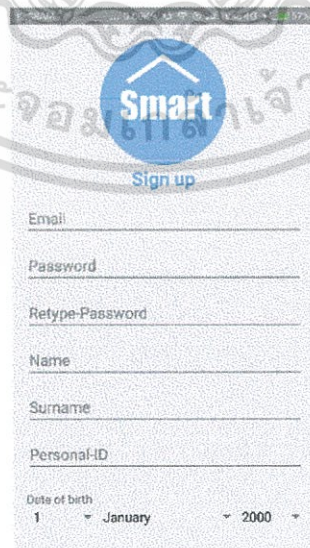 Smart
Sign up
Email
Password
Retype-Password
Name
Surname
Personal-ID
Date of birth
1 January 2000